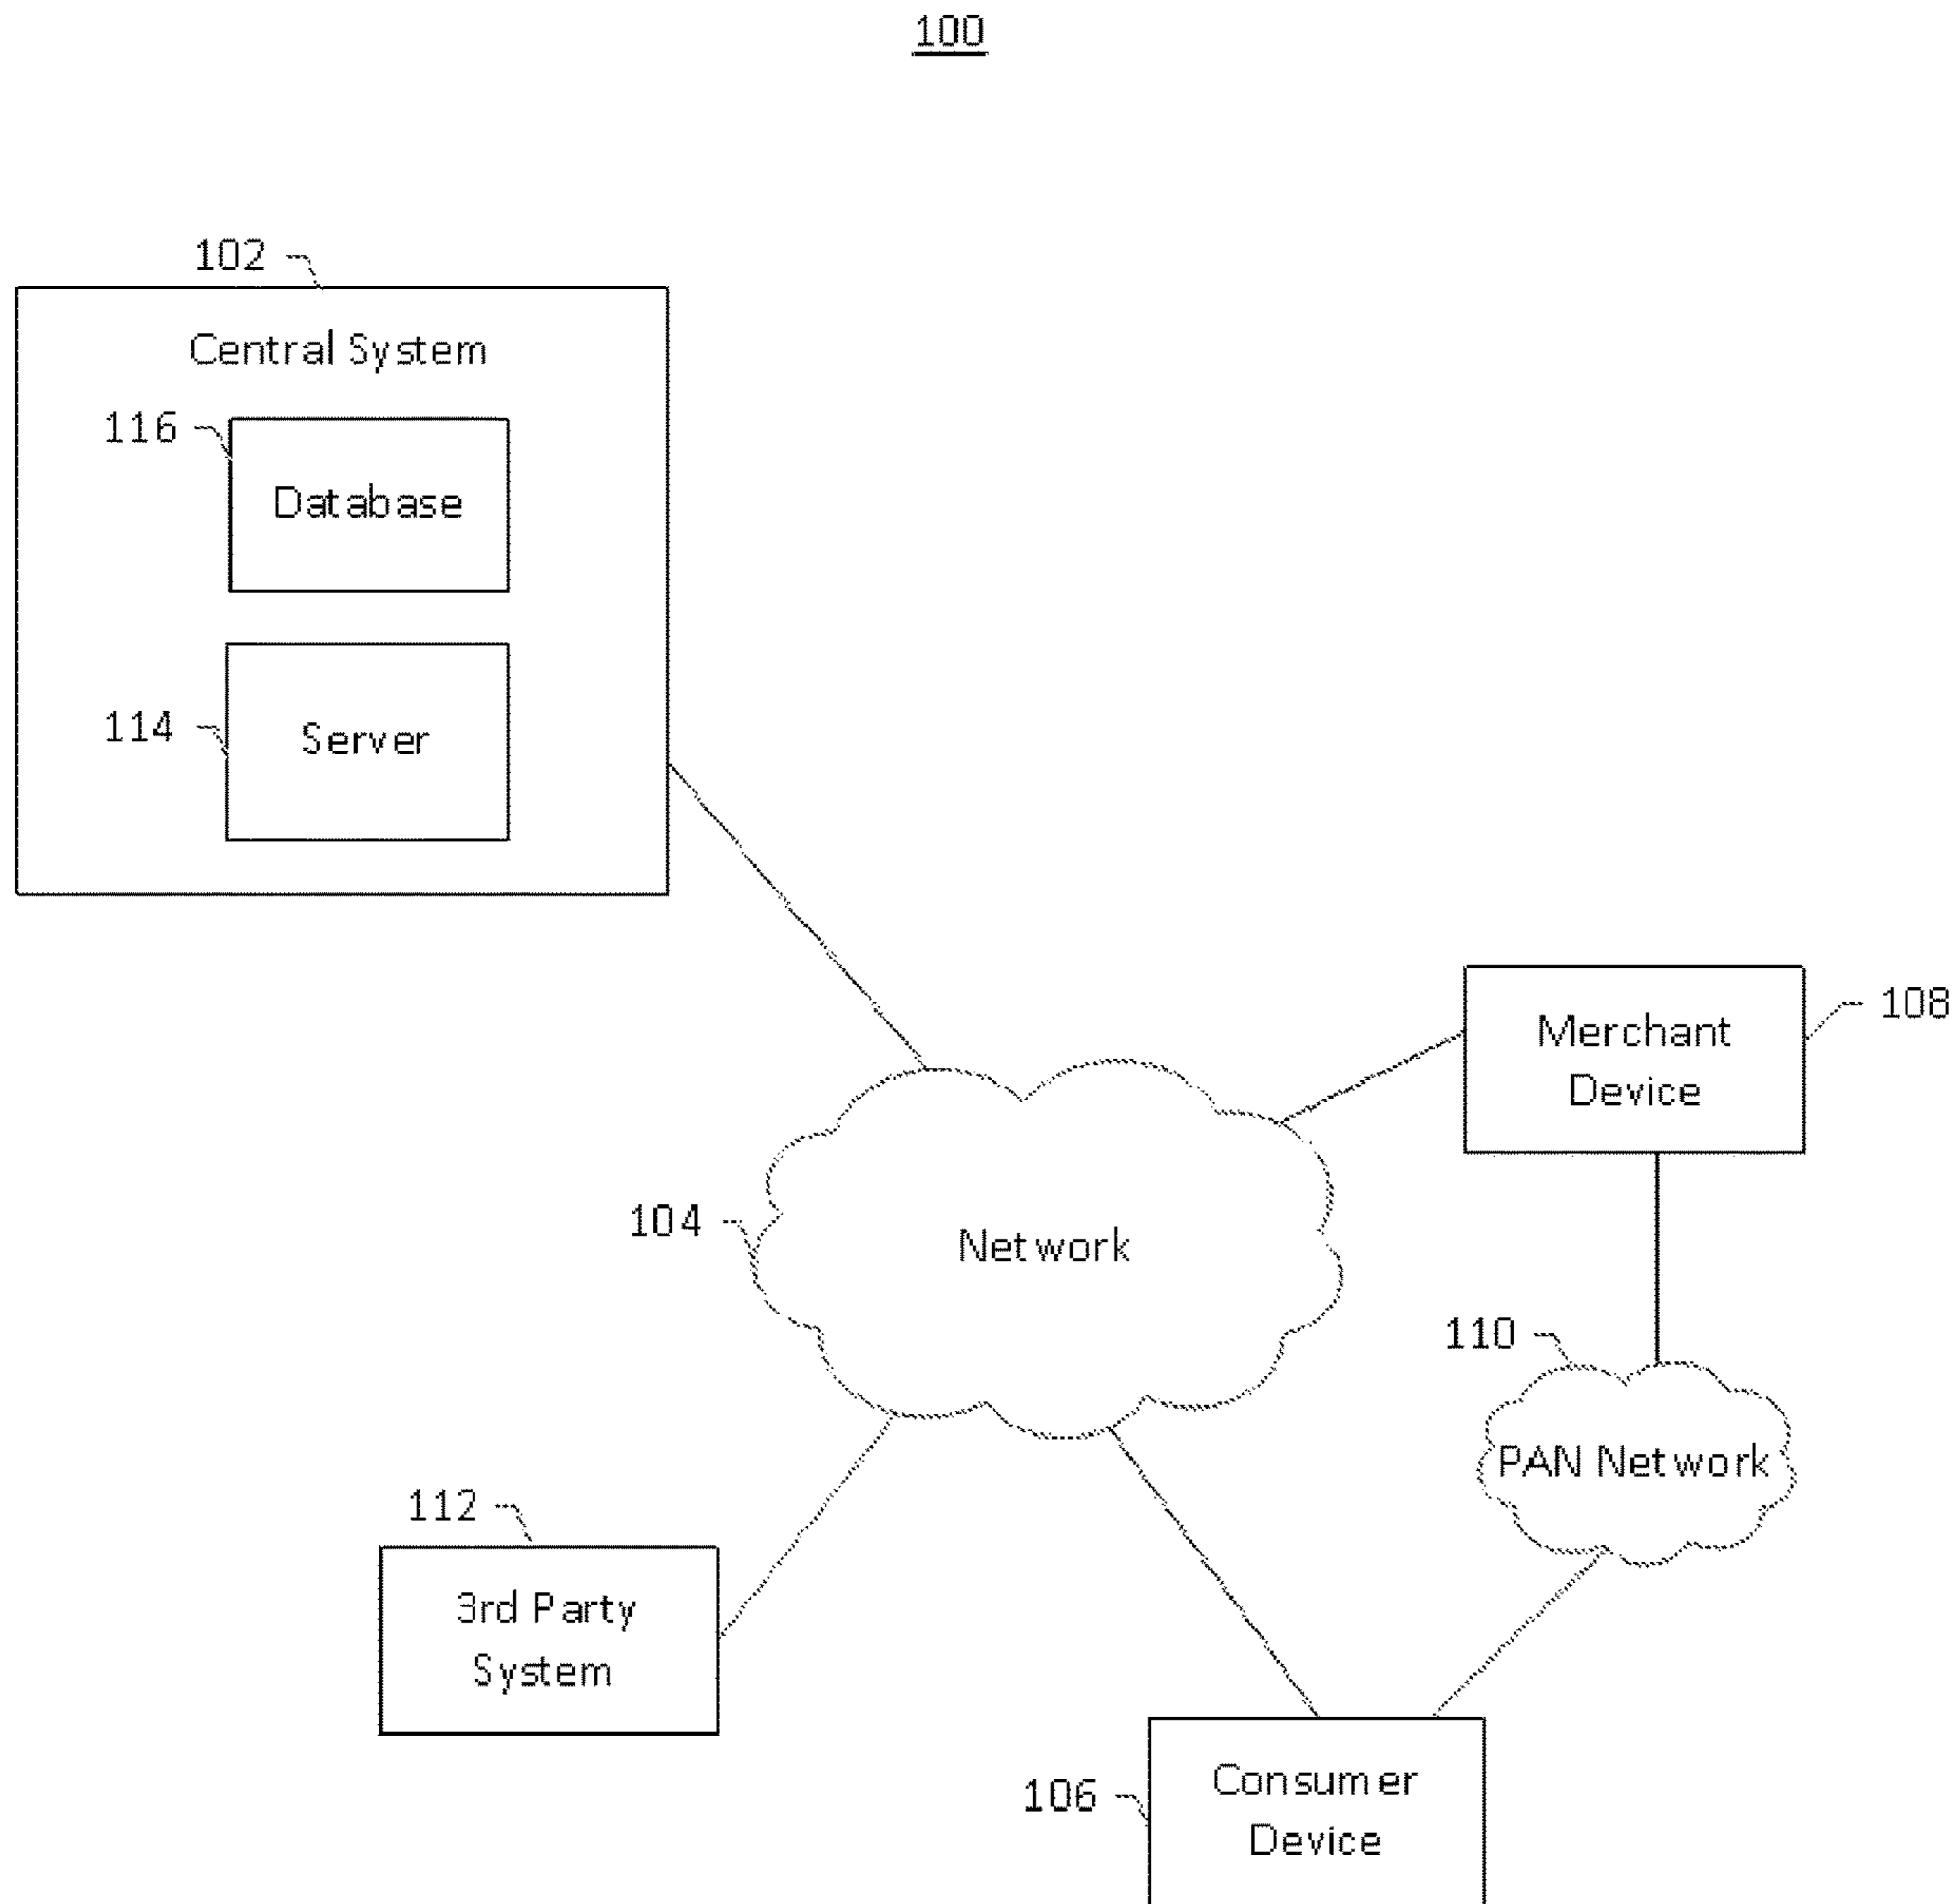 100
102
Central System
116
Database
114
Server
108
Merchant
Device
104
Network
110
PAN Network
112
3rd Party
System
106
Consumer
Device